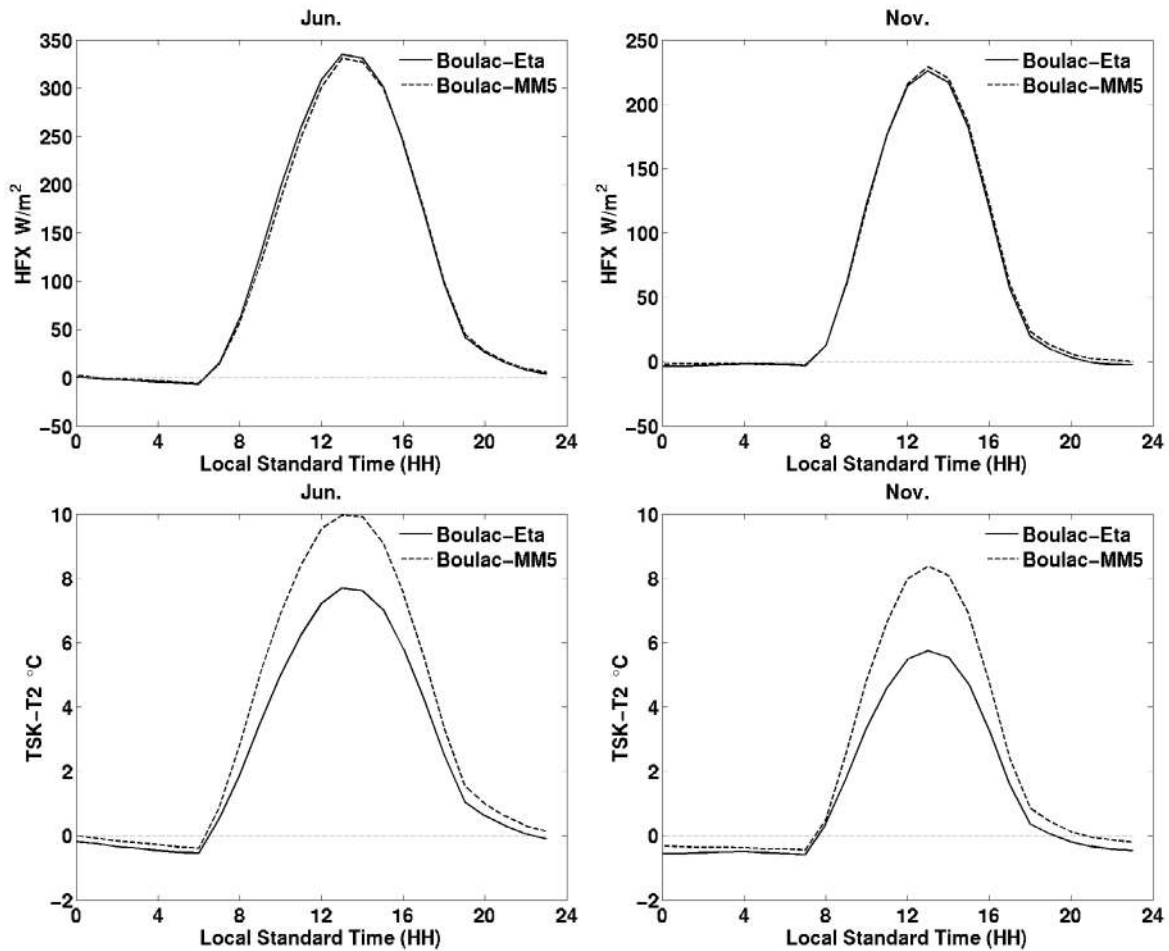 Jun.
350
300
250
200
150
100
50
0
−50
HFX W/m²
Boulac−Eta
Boulac−MM5
0 4 8 12 16 20 24
Local Standard Time (HH)
Nov.
250
200
150
100
50
0
−50
HFX W/m²
Boulac−Eta
Boulac−MM5
0 4 8 12 16 20 24
Local Standard Time (HH)
Jun.
10
8
6
4
2
0
−2
TSK−T2 °C
Boulac−Eta
Boulac−MM5
0 4 8 12 16 20 24
Local Standard Time (HH)
Nov.
10
8
6
4
2
0
−2
TSK−T2 °C
Boulac−Eta
Boulac−MM5
0 4 8 12 16 20 24
Local Standard Time (HH)